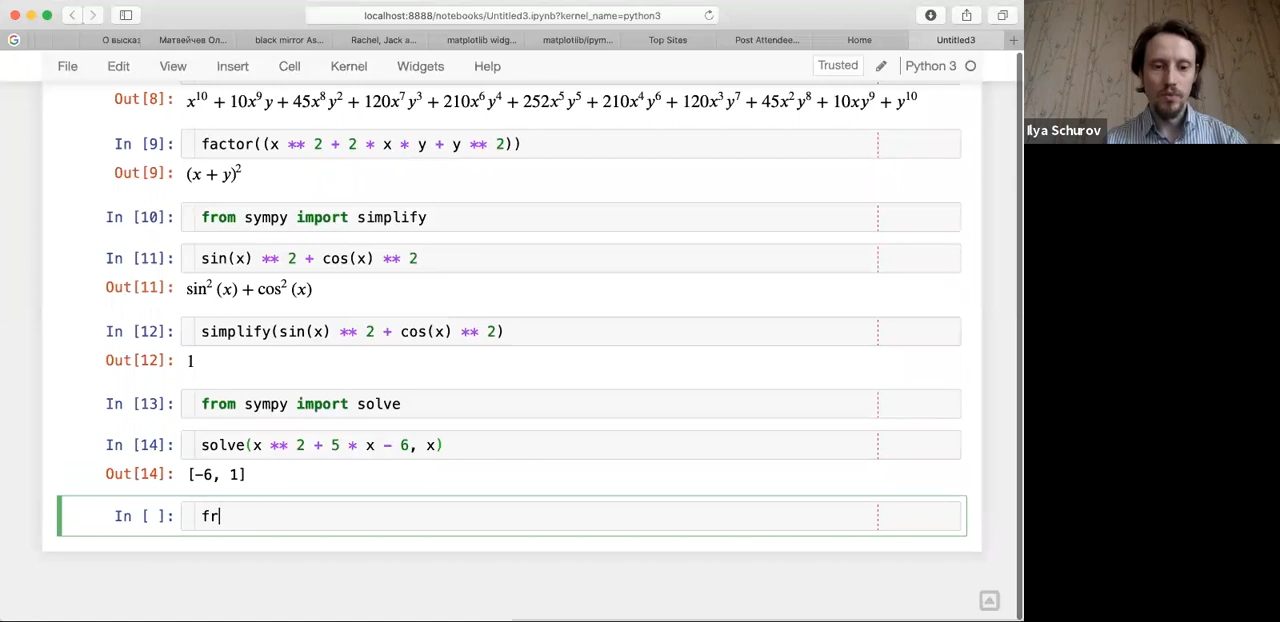 localhost:8888/notebooks/Untitled3.ipynb?kernel_name=python3
О высказ Матвейчев Ол... black mirror As... Rachel, Jack a... matplotlib widg... matplotlib/ipym... Top Sites Post Attendee... Home Untitled3
File Edit View Insert Cell Kernel Widgets Help Trusted Python 3
Out[8]: x¹⁰ + 10x⁹y + 45x⁸y² + 120x⁷y³ + 210x⁶y⁴ + 252x⁵y⁵ + 210x⁴y⁶ + 120x³y⁷ + 45x²y⁸ + 10xy⁹ + y¹⁰
In [9]: factor((x ** 2 + 2 * x * y + y ** 2))
Out[9]: (x + y)²
In [10]: from sympy import simplify
In [11]: sin(x) ** 2 + cos(x) ** 2
Out[11]: sin² (x) + cos² (x)
In [12]: simplify(sin(x) ** 2 + cos(x) ** 2)
Out[12]: 1
In [13]: from sympy import solve
In [14]: solve(x ** 2 + 5 * x - 6, x)
Out[14]: [-6, 1]
In [ ]: fr
Ilya Schurov